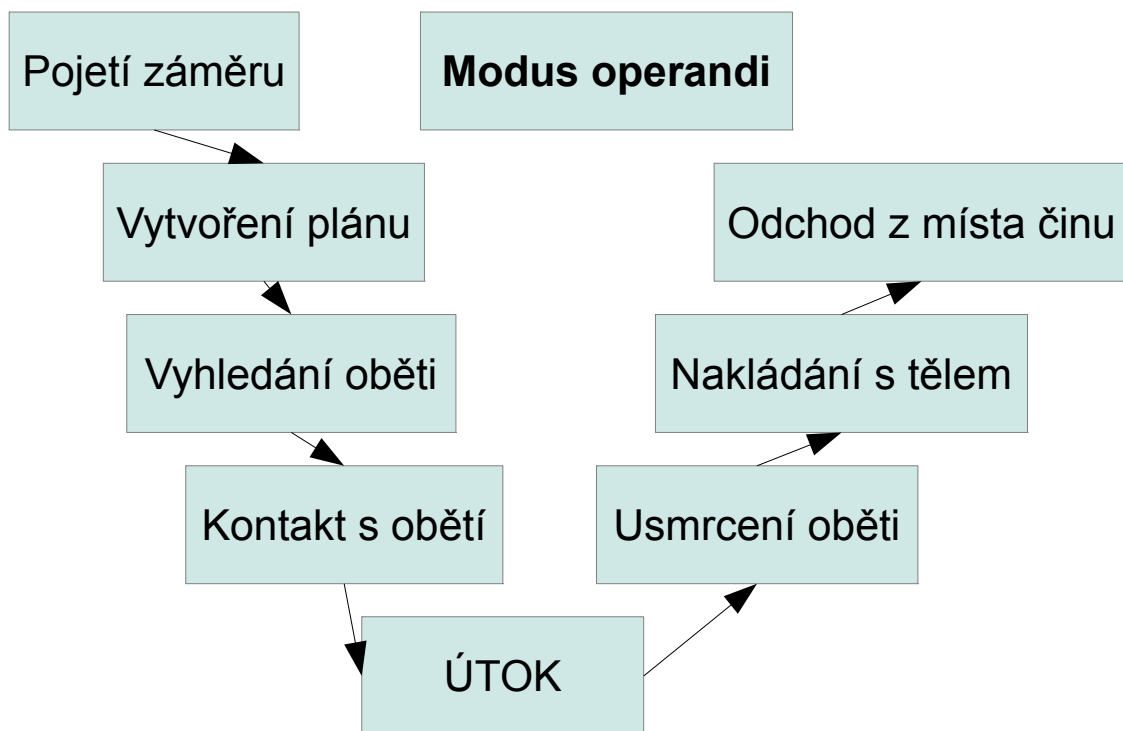 Pojetí záměru
Modus operandi
Vytvoření plánu
Odchod z místa činu
Vyhledání oběti
Nakládání s tělem
Kontakt s obětí
Usmrcení oběti
ÚTOK